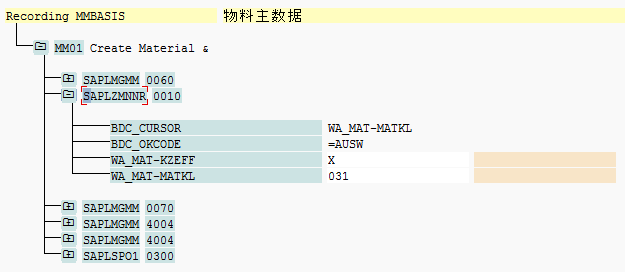 Recording MMBASIS 物料主数据
MM01 Create Material &
SAPLMGMM 0060
SAPLZMNNR 0010
BDC_CURSOR WA_MAT-MATKL
BDC_OKCODE =AUSW
WA_MAT-KZEFF X
WA_MAT-MATKL 031
SAPLMGMM 0070
SAPLMGMM 4004
SAPLMGMM 4004
SAPLSPO1 0300